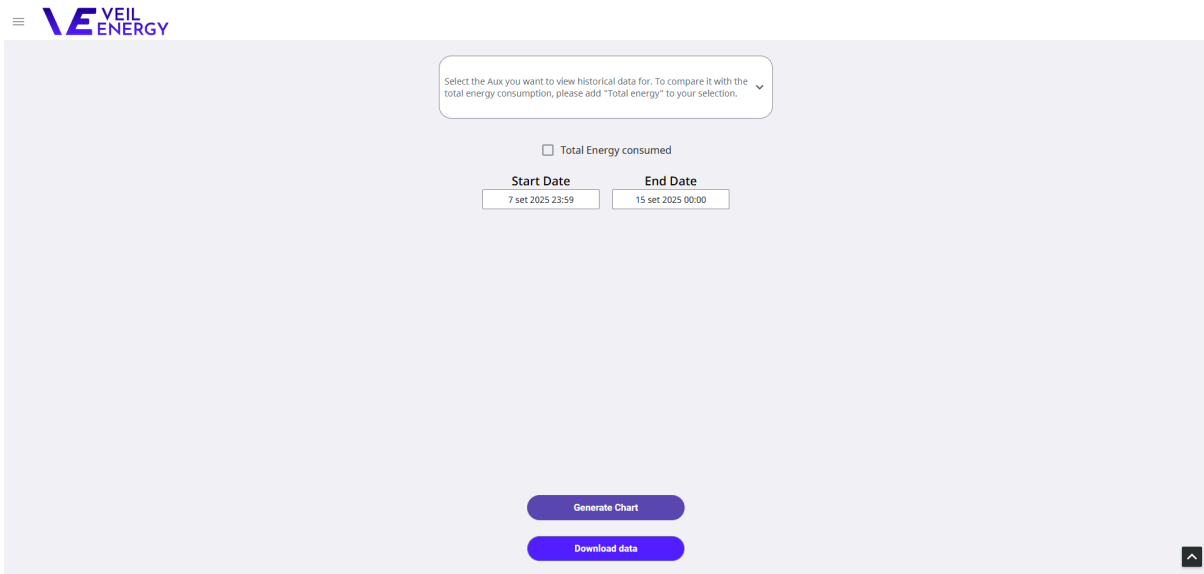 VEIL
ENERGY
Select the Aux you want to view historical data for. To compare it with the
total energy consumption, please add "Total energy" to your selection.
Total Energy consumed
Start Date
End Date
7 set 2025 23:59
15 set 2025 00:00
Generate Chart
Download data